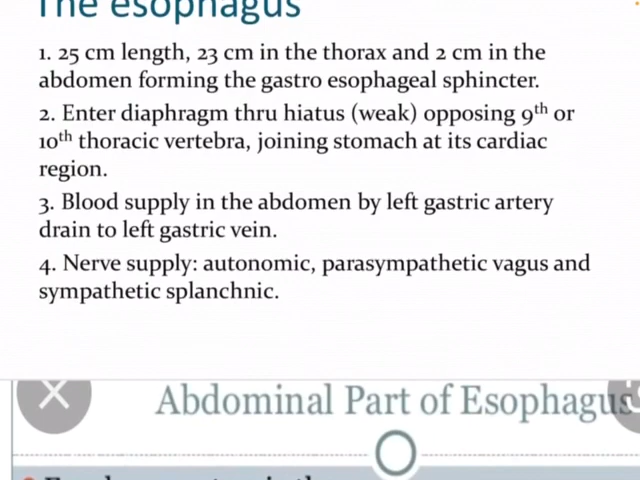 The esophagus
1. 25 cm length, 23 cm in the thorax and 2 cm in the
abdomen forming the gastro esophageal sphincter.
2. Enter diaphragm thru hiatus (weak) opposing 9th or
10th thoracic vertebra, joining stomach at its cardiac
region.
3. Blood supply in the abdomen by left gastric artery
drain to left gastric vein.
4. Nerve supply: autonomic, parasympathetic vagus and
sympathetic splanchnic.
Abdominal Part of Esophagus